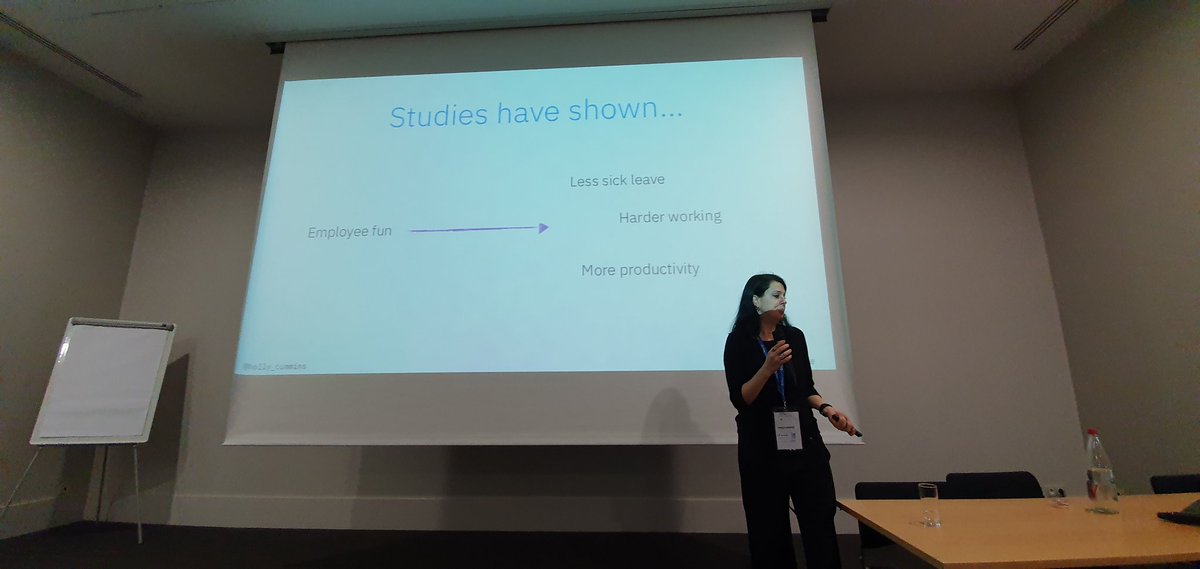 Studies have shown...
Less sick leave
Harder working
Employee fun
More productivity
@holly_cummins